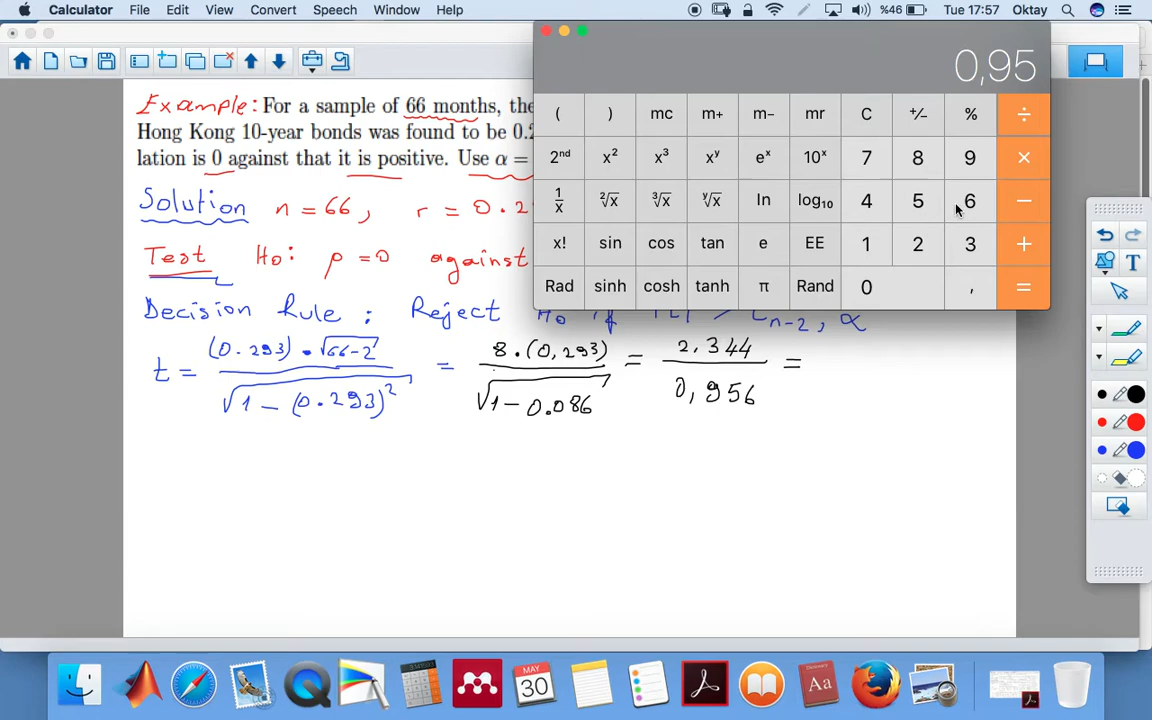 Calculator File Edit View Convert Speech Window Help %46 Tue 17:57 Oktay
0,95
( ) mc m+ m- mr C +/- % ÷
2nd x² x³ xʸ eˣ 10ˣ 7 8 9 ×
1/x ²√x ³√x ʸ√x ln log₁₀ 4 5 6 −
x! sin cos tan e EE 1 2 3 +
Rad sinh cosh tanh π Rand 0 , =
Example: For a sample of 66 months, the
Hong Kong 10-year bonds was found to be 0.2
lation is 0 against that it is positive. Use α =
Solution n = 66, r = 0.2
Test H₀: ρ = 0 against
Decision Rule: Reject H₀ if |t| > t n-2, α
t = (0.293) • √66-2 / √1 - (0.293)² = 8.(0,293) / √1 - 0.086 = 2,344 / 0,956 =
T
MAY
30
Aa